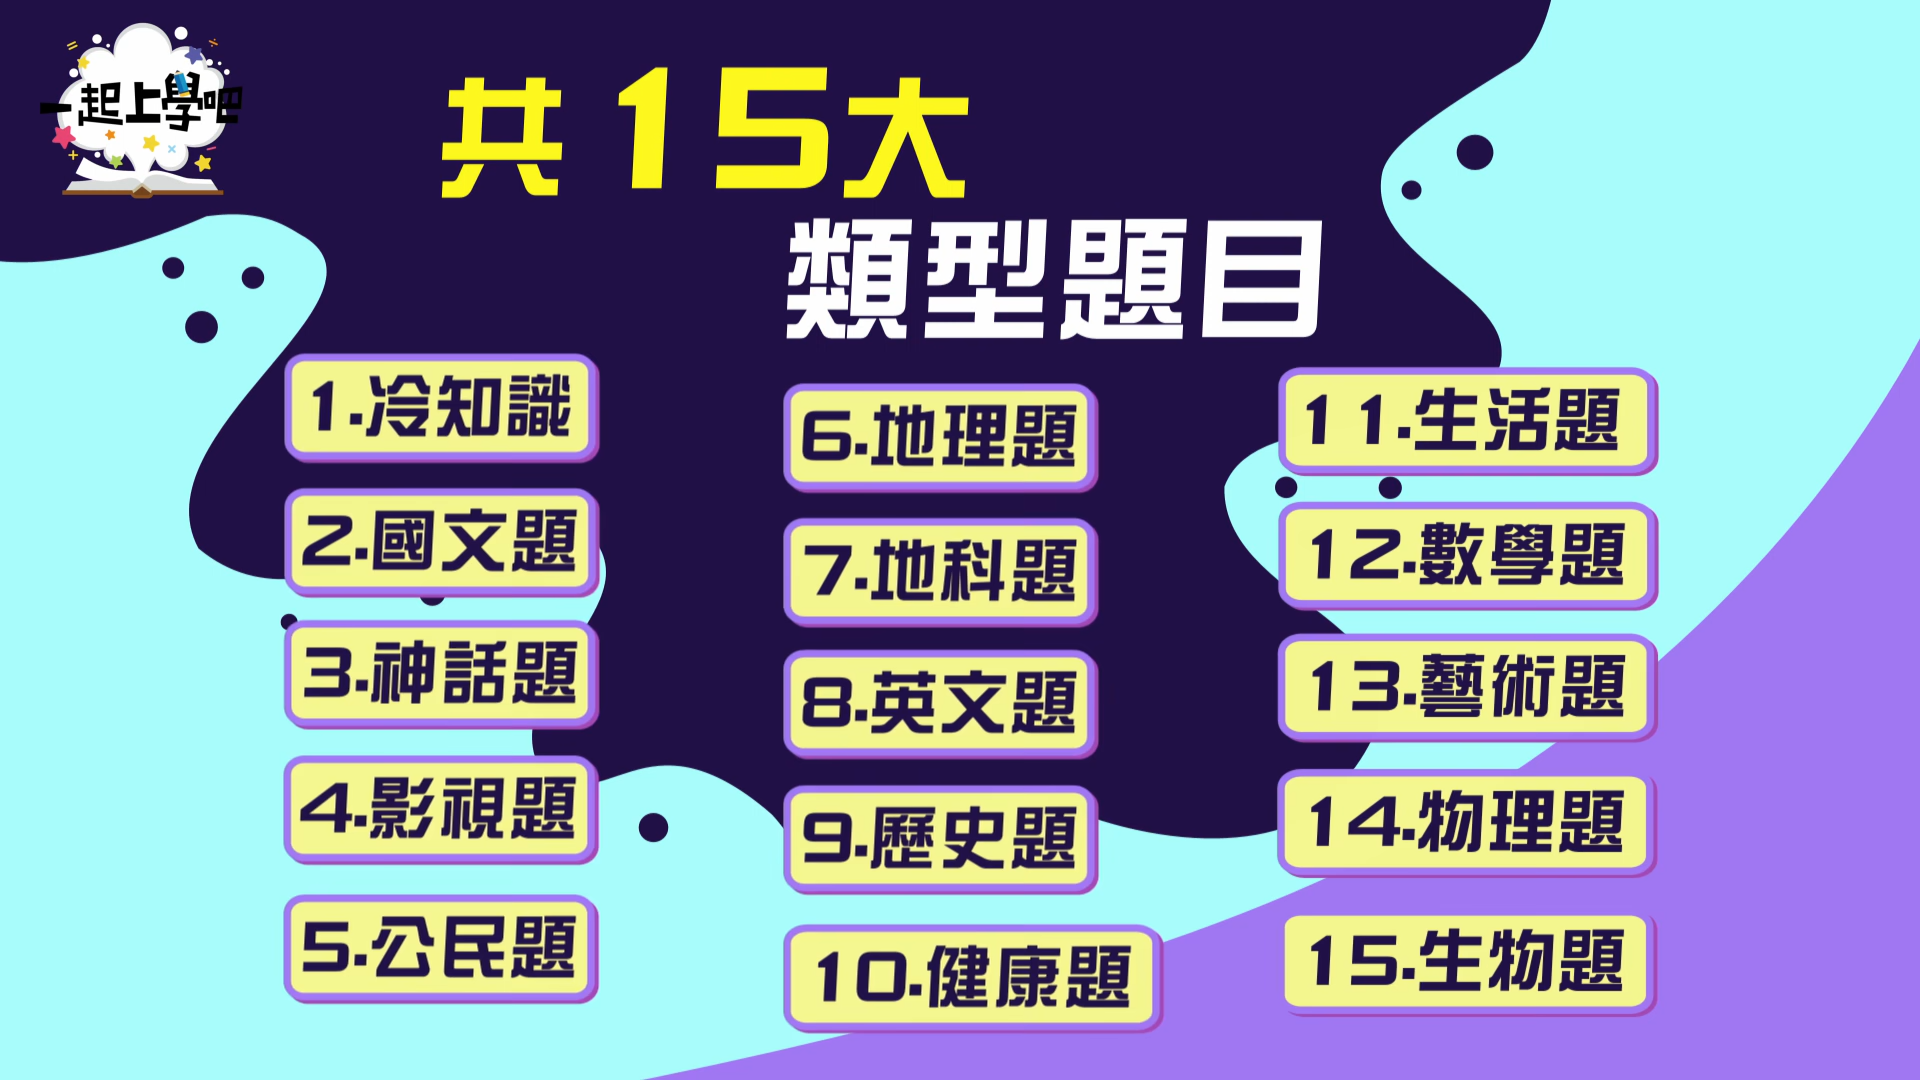 一起上學吧
共15大
類型題目
1.冷知識
2.國文題
3.神話題
4.影視題
5.公民題
6.地理題
7.地科題
8.英文題
9.歷史題
10.健康題
11.生活題
12.數學題
13.藝術題
14.物理題
15.生物題